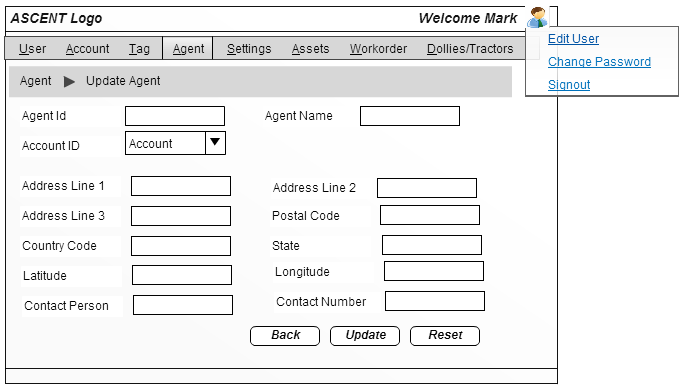 ASCENT Logo Welcome Mark
User Account Tag Agent Settings Assets Workorder Dollies/Tractors
Edit User
Change Password
Signout
Agent Update Agent
Agent Id Agent Name
Account ID Account
Address Line 1 Address Line 2
Address Line 3 Postal Code
Country Code State
Latitude Longitude
Contact Person Contact Number
Back Update Reset